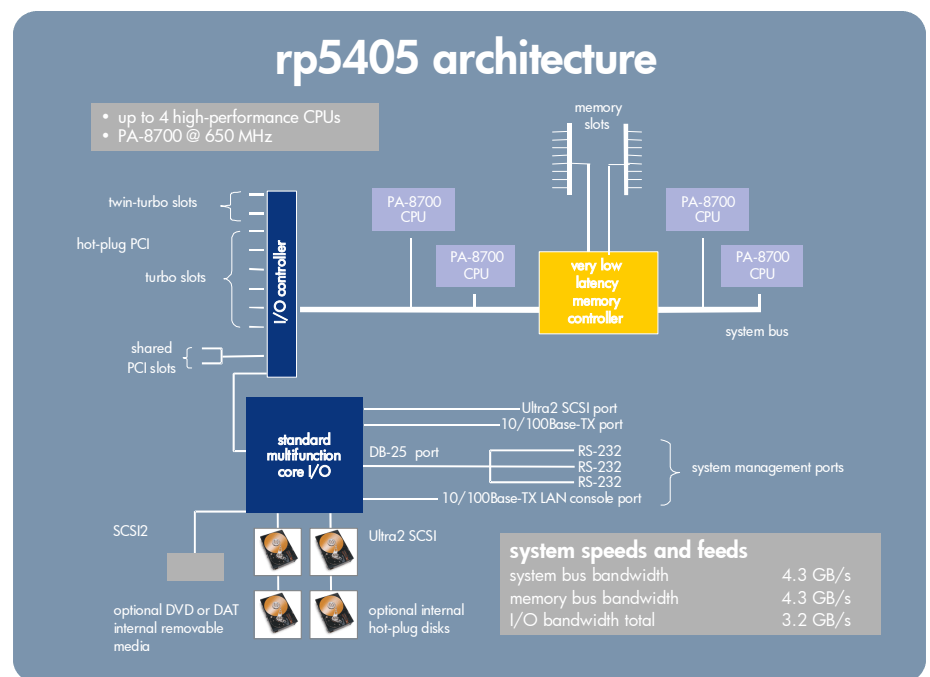 rp5405 architecture
• up to 4 high-performance CPUs
• PA-8700 @ 650 MHz
memory
slots
twin-turbo slots
hot-plug PCI
turbo slots
shared
PCI slots
I/O controller
PA-8700
CPU
PA-8700
CPU
very low
latency
memory
controller
PA-8700
CPU
PA-8700
CPU
system bus
standard
multifunction
core I/O
Ultra2 SCSI port
10/100Base-TX port
DB-25 port
RS-232
RS-232
RS-232
system management ports
10/100Base-TX LAN console port
SCSI2
Ultra2 SCSI
optional DVD or DAT
internal removable
media
optional internal
hot-plug disks
system speeds and feeds
system bus bandwidth 4.3 GB/s
memory bus bandwidth 4.3 GB/s
I/O bandwidth total 3.2 GB/s